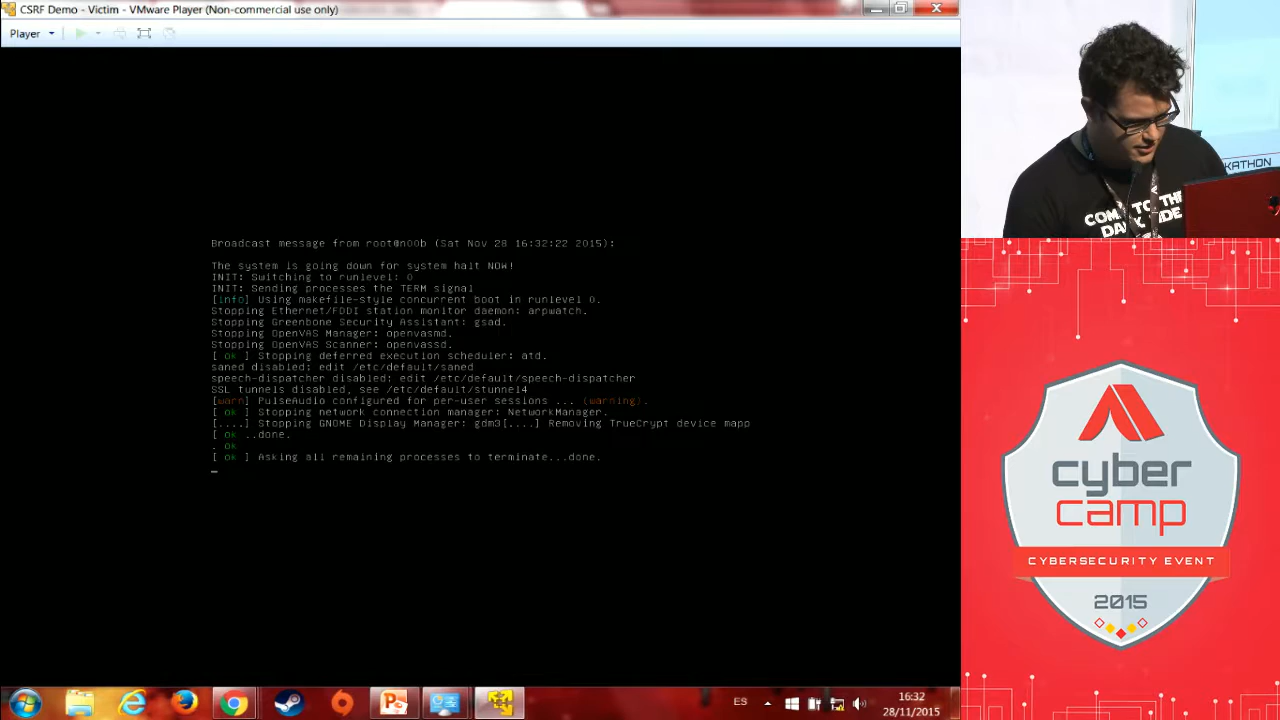 CSRF Demo - Victim - VMware Player (Non-commercial use only)
Player
Broadcast message from root@n00b (Sat Nov 28 16:32:22 2015):
The system is going down for system halt NOW!
INIT: Switching to runlevel: 0
INIT: Sending processes the TERM signal
[info] Using makefile-style concurrent boot in runlevel 0.
Stopping Ethernet/FDDI station monitor daemon: arpwatch.
Stopping Greenbone Security Assistant: gsad.
Stopping OpenVAS Manager: openvasmd.
Stopping OpenVAS Scanner: openvassd.
[ ok ] Stopping deferred execution scheduler: atd.
saned disabled: edit /etc/default/saned
speech-dispatcher disabled: edit /etc/default/speech-dispatcher
SSL tunnels disabled, see /etc/default/stunnel4
[warn] PulseAudio configured for per-user sessions ... (warning).
[ ok ] Stopping network connection manager: NetworkManager.
[....] Stopping GNOME Display Manager: gdm3[....] Removing TrueCrypt device mapp
[ ok ..done.
. ok
[ ok ] Asking all remaining processes to terminate...done.
ES
16:32
28/11/2015
KATHON
COME TO THE
DARK SIDE
cyber
camp
CYBERSECURITY EVENT
2015